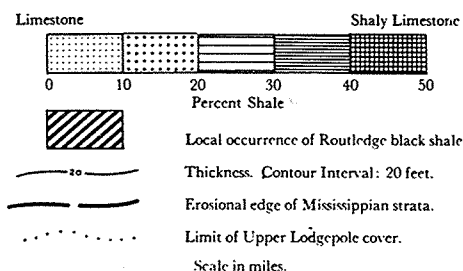 Limestone Shaly Limestone
0 10 20 30 40 50
Percent Shale
Local occurrence of Routledge black shale
20 Thickness. Contour Interval: 20 feet.
Erosional edge of Mississippian strata.
Limit of Upper Lodgepole cover.
Scale in miles.